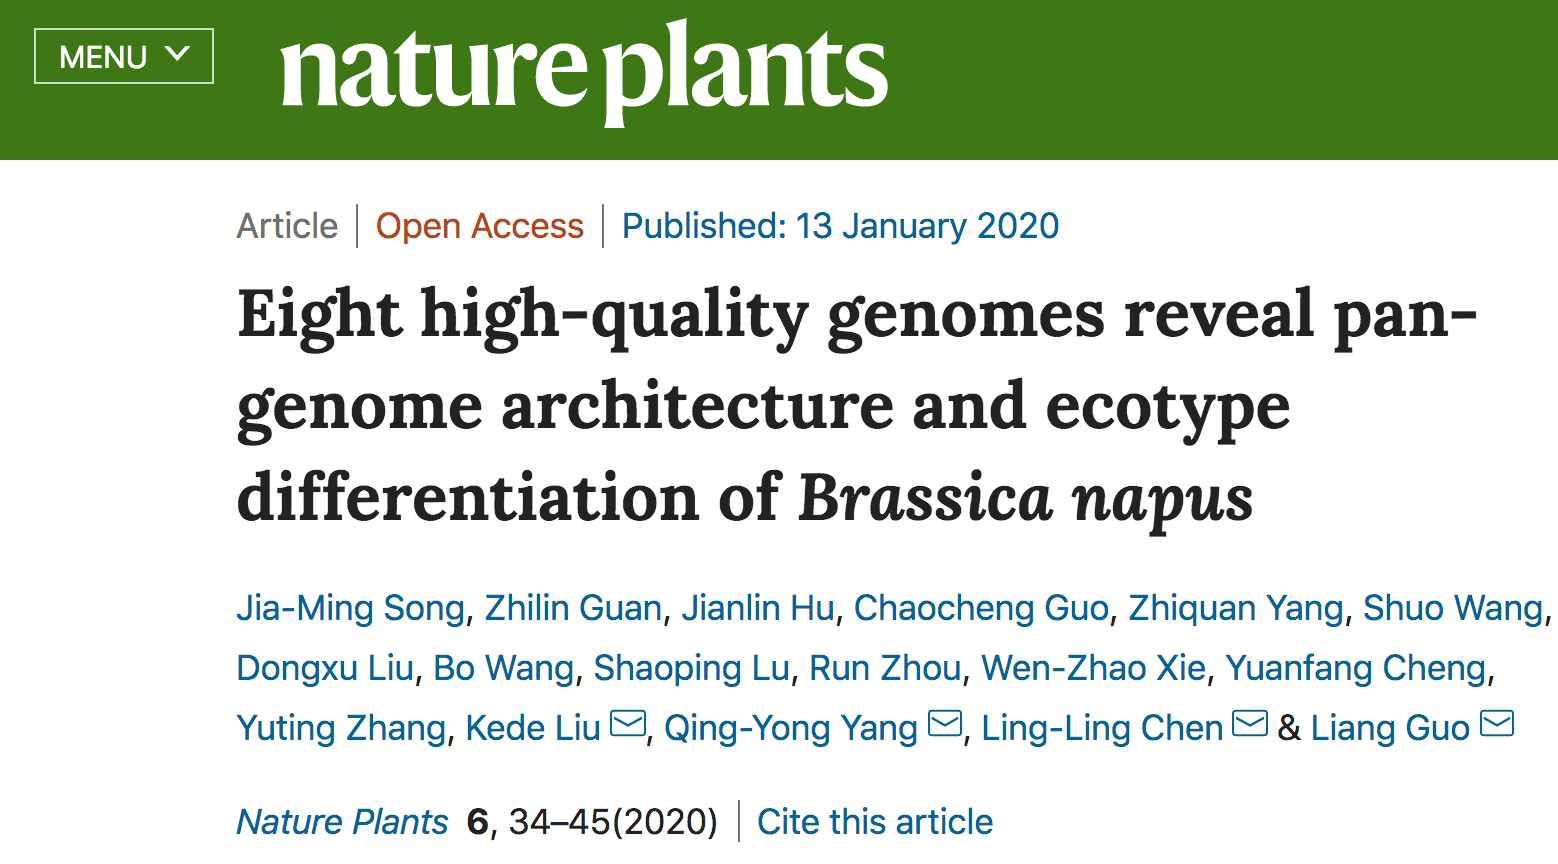 MENU
nature plants
Article | Open Access | Published: 13 January 2020
Eight high-quality genomes reveal pan-
genome architecture and ecotype
differentiation of Brassica napus
Jia-Ming Song, Zhilin Guan, Jianlin Hu, Chaocheng Guo, Zhiquan Yang, Shuo Wang,
Dongxu Liu, Bo Wang, Shaoping Lu, Run Zhou, Wen-Zhao Xie, Yuanfang Cheng,
Yuting Zhang, Kede Liu, Qing-Yong Yang, Ling-Ling Chen & Liang Guo
Nature Plants 6, 34–45(2020) | Cite this article